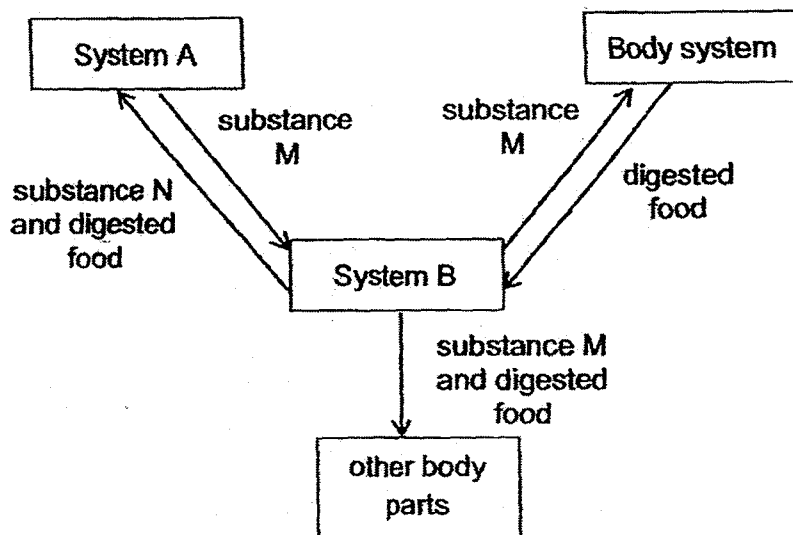 System A
Body system
substance
M
substance
M
substance N
and digested
food
digested
food
System B
substance M
and digested
food
other body
parts